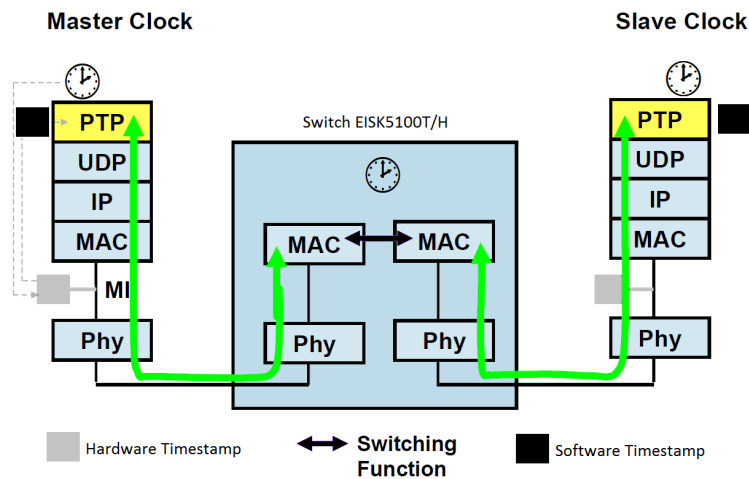 Master Clock
Slave Clock
Switch EISK5100T/H
PTP
UDP
IP
MAC
MI
Phy
MAC
MAC
Phy
Phy
PTP
UDP
IP
MAC
Phy
Hardware Timestamp
Switching
Function
Software Timestamp